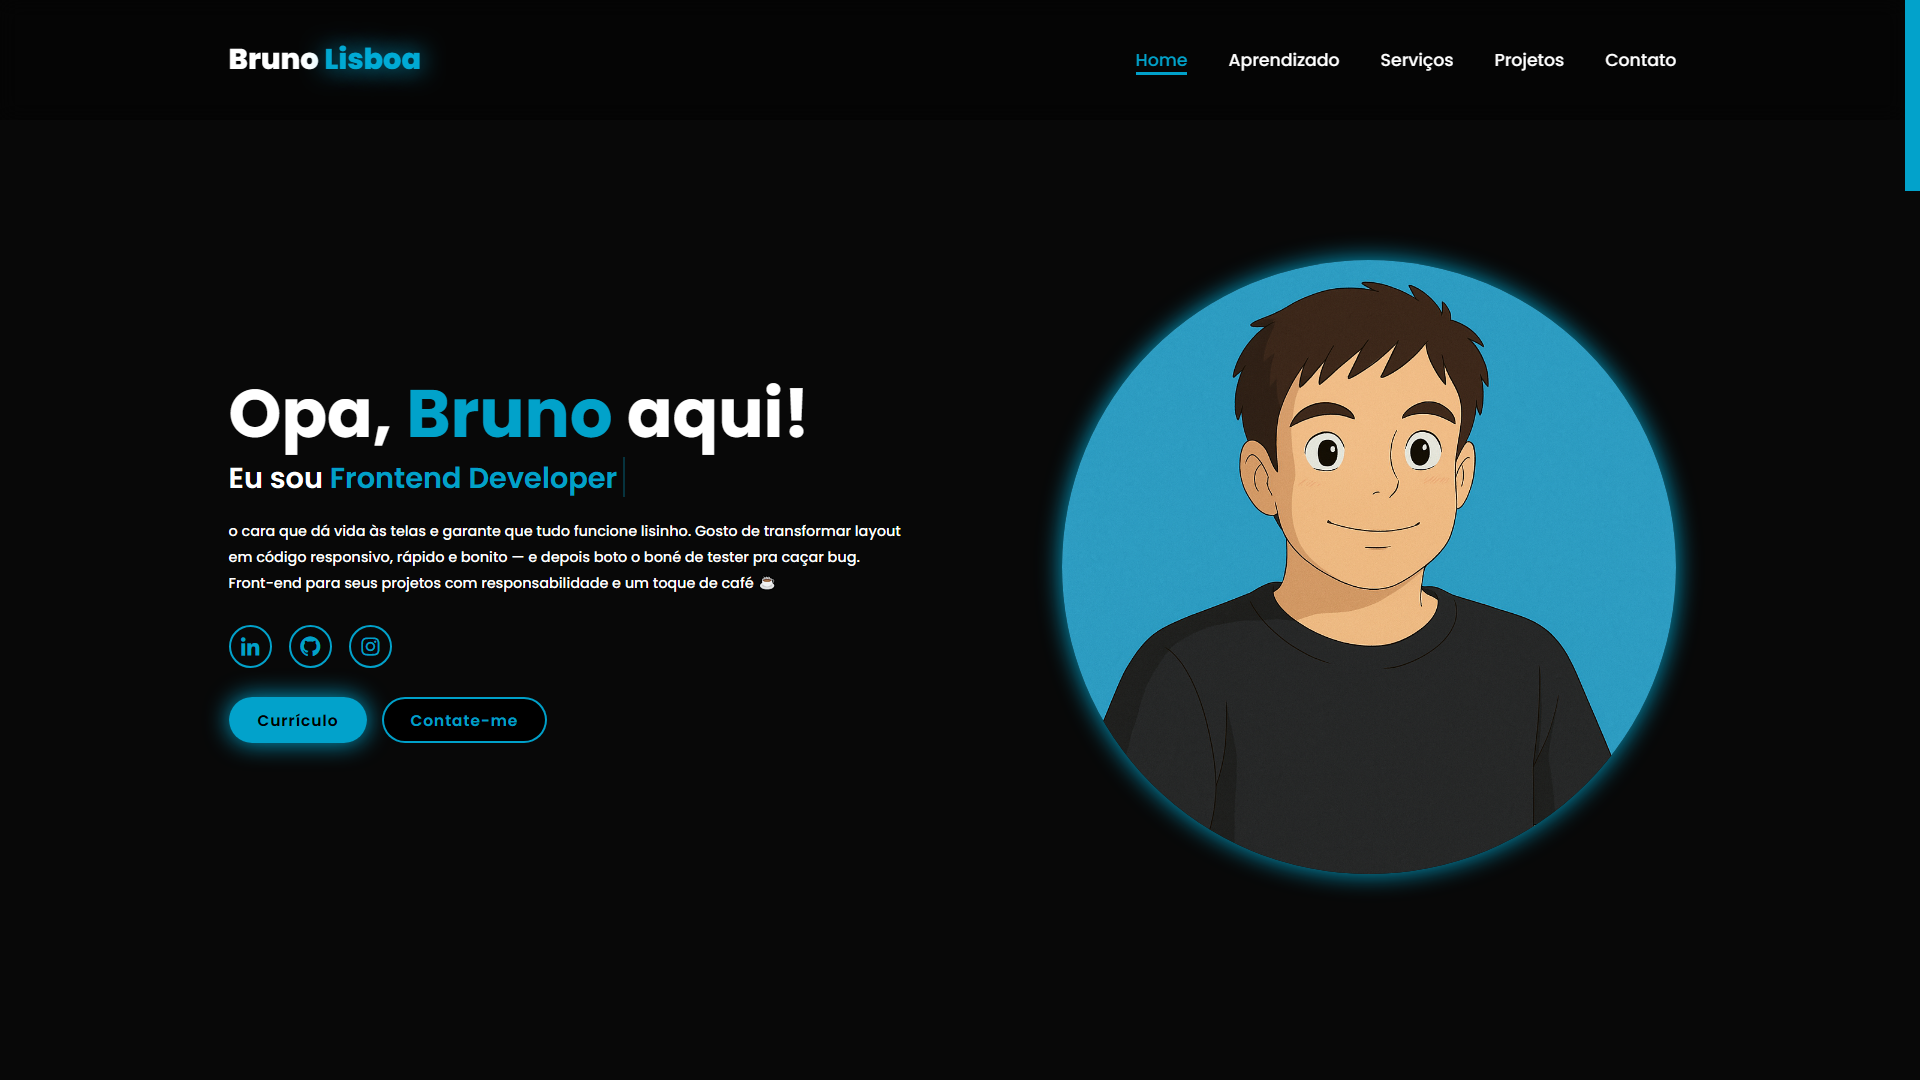 Bruno Lisboa
Home Aprendizado Serviços Projetos Contato
Opa, Bruno aqui!
Eu sou Frontend Developer
o cara que dá vida às telas e garante que tudo funcione lisinho. Gosto de transformar layout
em código responsivo, rápido e bonito — e depois boto o boné de tester pra caçar bug.
Front-end para seus projetos com responsabilidade e um toque de café ☕
in
Currículo Contate-me